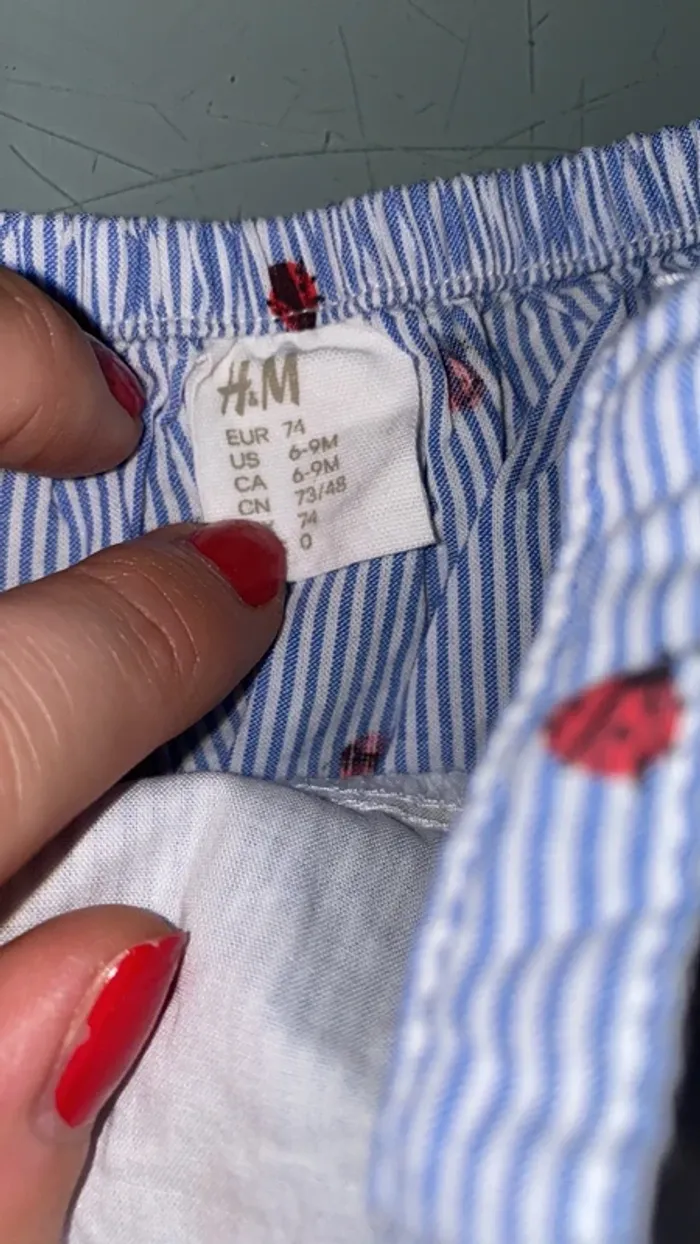 H&M
EUR 74
US 6-9M
CA 6-9M
CN 73/48
74
0